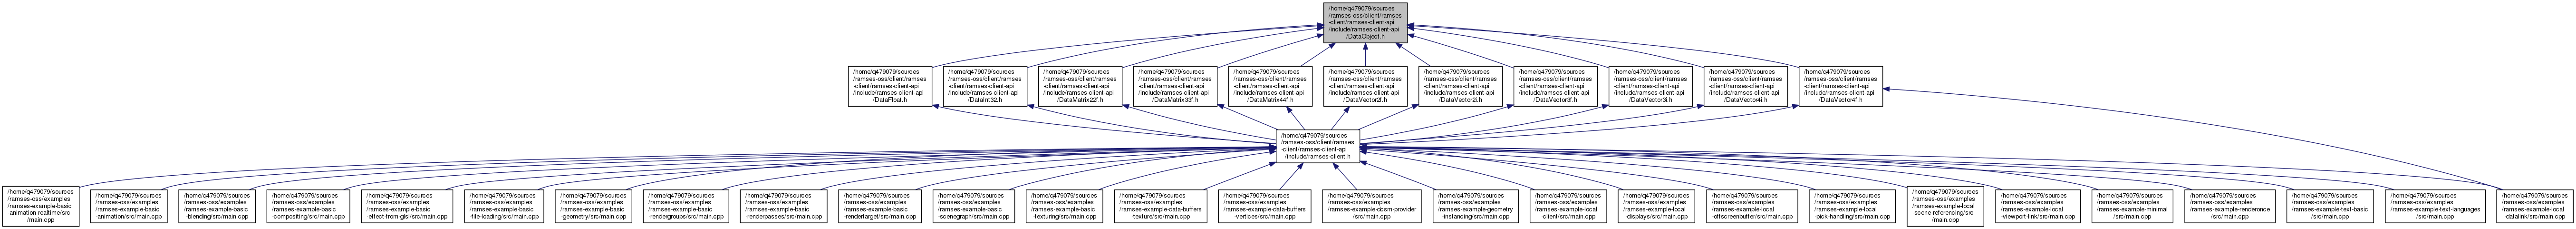 /home/q479079/sources
/ramses-oss/client/ramses
-client/ramses-client-api
/include/ramses-client-api
/DataObject.h
/home/q479079/sources
/ramses-oss/client/ramses
-client/ramses-client-api
/include/ramses-client-api
/DataFloat.h
/home/q479079/sources
/ramses-oss/client/ramses
-client/ramses-client-api
/include/ramses-client-api
/DataInt32.h
/home/q479079/sources
/ramses-oss/client/ramses
-client/ramses-client-api
/include/ramses-client-api
/DataMatrix22f.h
/home/q479079/sources
/ramses-oss/client/ramses
-client/ramses-client-api
/include/ramses-client-api
/DataMatrix33f.h
/home/q479079/sources
/ramses-oss/client/ramses
-client/ramses-client-api
/include/ramses-client-api
/DataMatrix44f.h
/home/q479079/sources
/ramses-oss/client/ramses
-client/ramses-client-api
/include/ramses-client-api
/DataVector2f.h
/home/q479079/sources
/ramses-oss/client/ramses
-client/ramses-client-api
/include/ramses-client-api
/DataVector2i.h
/home/q479079/sources
/ramses-oss/client/ramses
-client/ramses-client-api
/include/ramses-client-api
/DataVector3f.h
/home/q479079/sources
/ramses-oss/client/ramses
-client/ramses-client-api
/include/ramses-client-api
/DataVector3i.h
/home/q479079/sources
/ramses-oss/client/ramses
-client/ramses-client-api
/include/ramses-client-api
/DataVector4i.h
/home/q479079/sources
/ramses-oss/client/ramses
-client/ramses-client-api
/include/ramses-client-api
/DataVector4f.h
/home/q479079/sources
/ramses-oss/client/ramses
-client/ramses-client-api
/include/ramses-client.h
/home/q479079/sources
/ramses-oss/examples
/ramses-example-basic
-animation-realtime/src
/main.cpp
/home/q479079/sources
/ramses-oss/examples
/ramses-example-basic
-animation/src/main.cpp
/home/q479079/sources
/ramses-oss/examples
/ramses-example-basic
-blending/src/main.cpp
/home/q479079/sources
/ramses-oss/examples
/ramses-example-basic
-compositing/src/main.cpp
/home/q479079/sources
/ramses-oss/examples
/ramses-example-basic
-effect-from-glsl/src/main.cpp
/home/q479079/sources
/ramses-oss/examples
/ramses-example-basic
-file-loading/src/main.cpp
/home/q479079/sources
/ramses-oss/examples
/ramses-example-basic
-geometry/src/main.cpp
/home/q479079/sources
/ramses-oss/examples
/ramses-example-basic
-rendergroups/src/main.cpp
/home/q479079/sources
/ramses-oss/examples
/ramses-example-basic
-renderpasses/src/main.cpp
/home/q479079/sources
/ramses-oss/examples
/ramses-example-basic
-rendertarget/src/main.cpp
/home/q479079/sources
/ramses-oss/examples
/ramses-example-basic
-scenegraph/src/main.cpp
/home/q479079/sources
/ramses-oss/examples
/ramses-example-basic
-texturing/src/main.cpp
/home/q479079/sources
/ramses-oss/examples
/ramses-example-data-buffers
-texture/src/main.cpp
/home/q479079/sources
/ramses-oss/examples
/ramses-example-data-buffers
-vertices/src/main.cpp
/home/q479079/sources
/ramses-oss/examples
/ramses-example-dcsm-provider
/src/main.cpp
/home/q479079/sources
/ramses-oss/examples
/ramses-example-geometry
-instancing/src/main.cpp
/home/q479079/sources
/ramses-oss/examples
/ramses-example-local
-client/src/main.cpp
/home/q479079/sources
/ramses-oss/examples
/ramses-example-local
-displays/src/main.cpp
/home/q479079/sources
/ramses-oss/examples
/ramses-example-local
-offscreenbuffer/src/main.cpp
/home/q479079/sources
/ramses-oss/examples
/ramses-example-local
-pick-handling/src/main.cpp
/home/q479079/sources
/ramses-oss/examples
/ramses-example-local
-scene-referencing/src
/main.cpp
/home/q479079/sources
/ramses-oss/examples
/ramses-example-local
-viewport-link/src/main.cpp
/home/q479079/sources
/ramses-oss/examples
/ramses-example-minimal
/src/main.cpp
/home/q479079/sources
/ramses-oss/examples
/ramses-example-renderonce
/src/main.cpp
/home/q479079/sources
/ramses-oss/examples
/ramses-example-text-basic
/src/main.cpp
/home/q479079/sources
/ramses-oss/examples
/ramses-example-text-languages
/src/main.cpp
/home/q479079/sources
/ramses-oss/examples
/ramses-example-local
-datalink/src/main.cpp